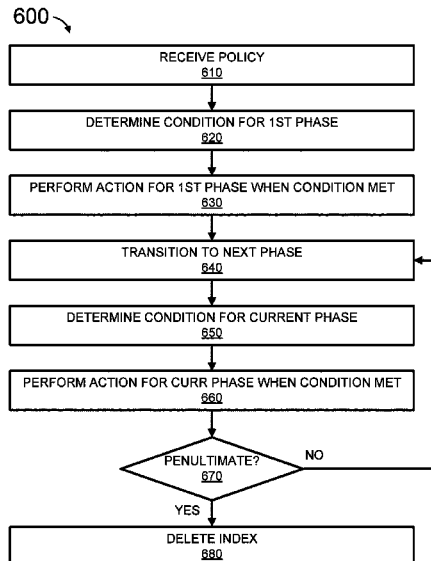 600
RECEIVE POLICY
610
DETERMINE CONDITION FOR 1ST PHASE
620
PERFORM ACTION FOR 1ST PHASE WHEN CONDITION MET
630
TRANSITION TO NEXT PHASE
640
DETERMINE CONDITION FOR CURRENT PHASE
650
PERFORM ACTION FOR CURR PHASE WHEN CONDITION MET
660
PENULTIMATE?
670
NO
YES
DELETE INDEX
680